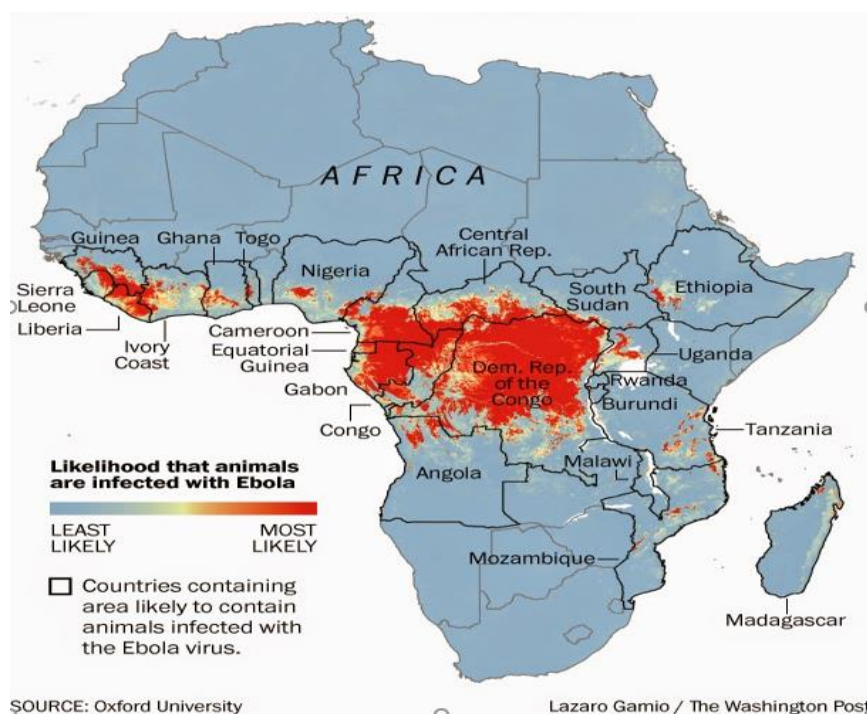 AFRICA
Guinea
Ghana
Togo
Nigeria
Central
African Rep.
South
Sudan
Ethiopia
Sierra
Leone
Liberia
Ivory
Coast
Cameroon
Equatorial
Guinea
Gabon
Congo
Dem. Rep.
of the
Congo
Uganda
Rwanda
Burundi
Tanzania
Angola
Malawi
Mozambique
Madagascar
Likelihood that animals
are infected with Ebola
LEAST
LIKELY
MOST
LIKELY
Countries containing
area likely to contain
animals infected with
the Ebola virus.
SOURCE: Oxford University
Lazaro Gamio / The Washington Pos